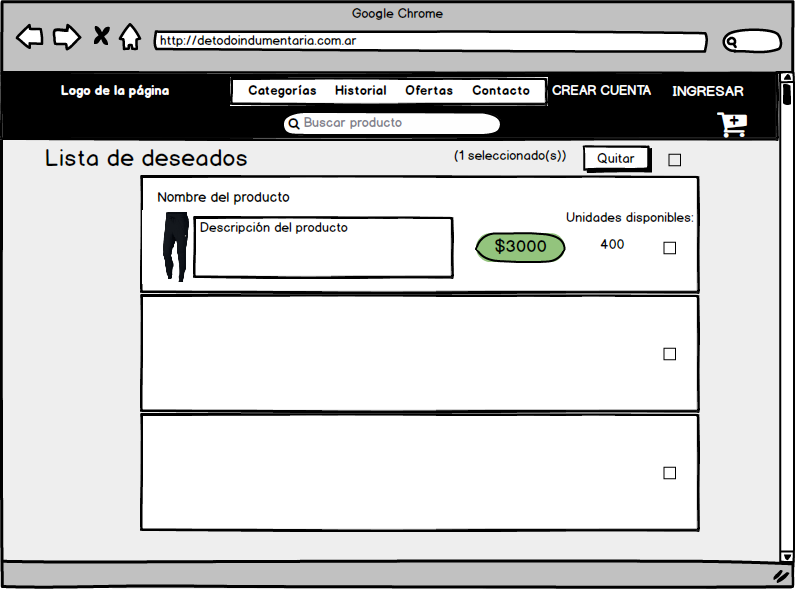 Google Chrome
http://detodoindumentaria.com.ar
Logo de la página
Categorías Historial Ofertas Contacto
CREAR CUENTA INGRESAR
Buscar producto
Lista de deseados
(1 seleccionado(s))
Quitar
Nombre del producto
Descripción del producto
$3000
Unidades disponibles:
400